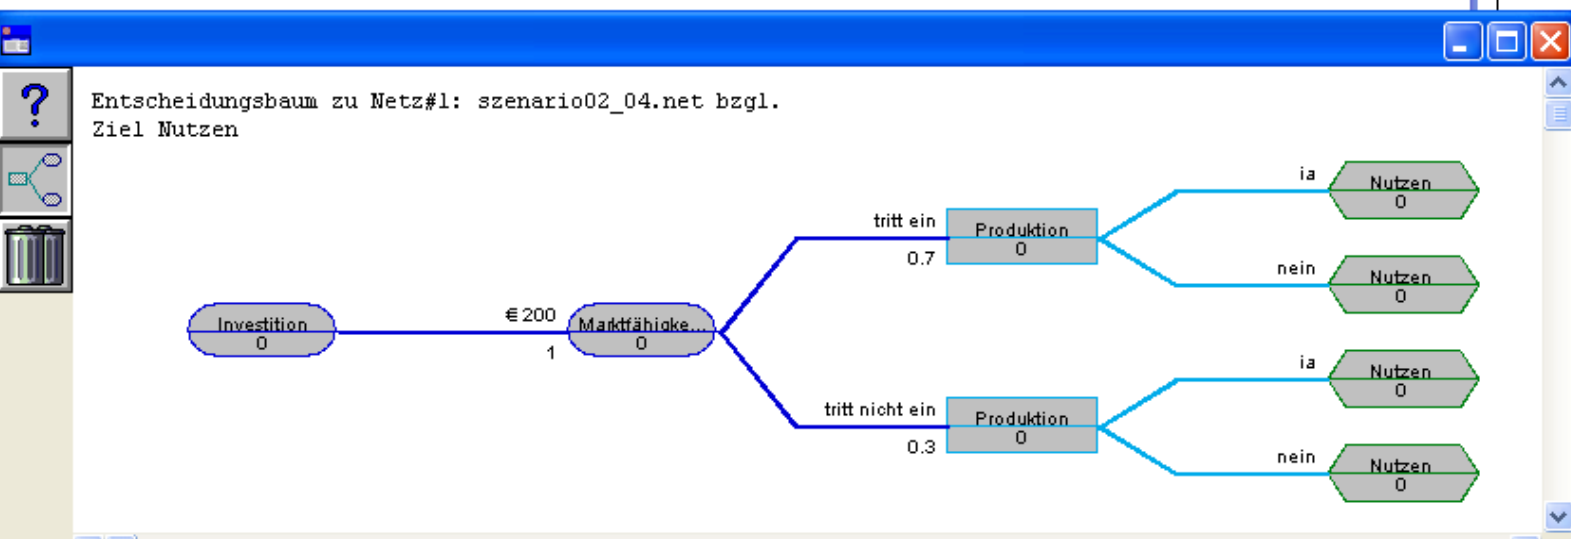 Entscheidungsbaum zu Netz#1: szenario02_04.net bzgl.
Ziel Nutzen
ja
Nutzen
0
tritt ein
Produktion
0
0.7
nein
Nutzen
0
€ 200
Investition
0
Marktfähigke...
0
1
ja
Nutzen
0
tritt nicht ein
Produktion
0
0.3
nein
Nutzen
0